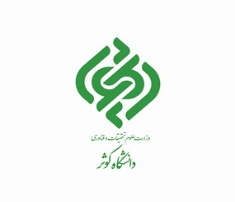 وزارت علوم، تحقیقات و فناوری
دانشگاه کوثر